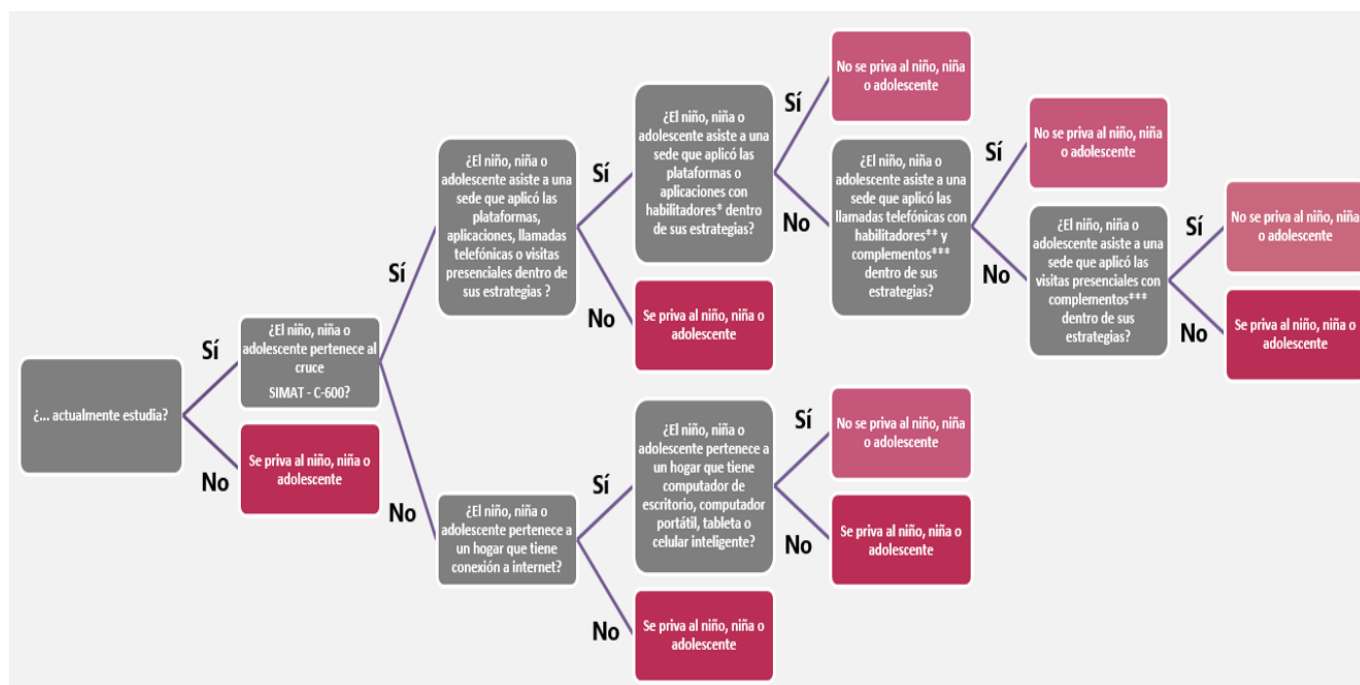 ¿... actualmente estudia?
Sí
No
¿El niño, niña o
adolescente pertenece al
cruce
SIMAT - C-600?
Se priva al niño, niña o
adolescente
Sí
No
¿El niño, niña o
adolescente asiste a una
sede que aplicó las
plataformas,
aplicaciones, llamadas
telefónicas o visitas
presenciales dentro de
sus estrategias ?
Sí
No
¿El niño, niña o
adolescente asiste a una
sede que aplicó las
plataformas o
aplicaciones con
habilitadores* dentro
de sus estrategias?
Se priva al niño, niña o
adolescente
Sí
No
No se priva al niño, niña
o adolescente
¿El niño, niña o
adolescente asiste a una
sede que aplicó las
llamadas telefónicas con
habilitadores** y
complementos***
dentro de sus
estrategias?
Sí
No
No se priva al niño, niña
o adolescente
¿El niño, niña o
adolescente asiste a una
sede que aplicó las
visitas presenciales con
complementos***
dentro de sus
estrategias?
Sí
No
No se priva al niño, niña
o adolescente
Se priva al niño, niña o
adolescente
¿El niño, niña o
adolescente pertenece a
un hogar que tiene
conexión a internet?
Sí
No
¿El niño, niña o
adolescente pertenece a
un hogar que tiene
computador de
escritorio, computador
portátil, tableta o
celular inteligente?
Se priva al niño, niña o
adolescente
Sí
No
No se priva al niño, niña
o adolescente
Se priva al niño, niña o
adolescente